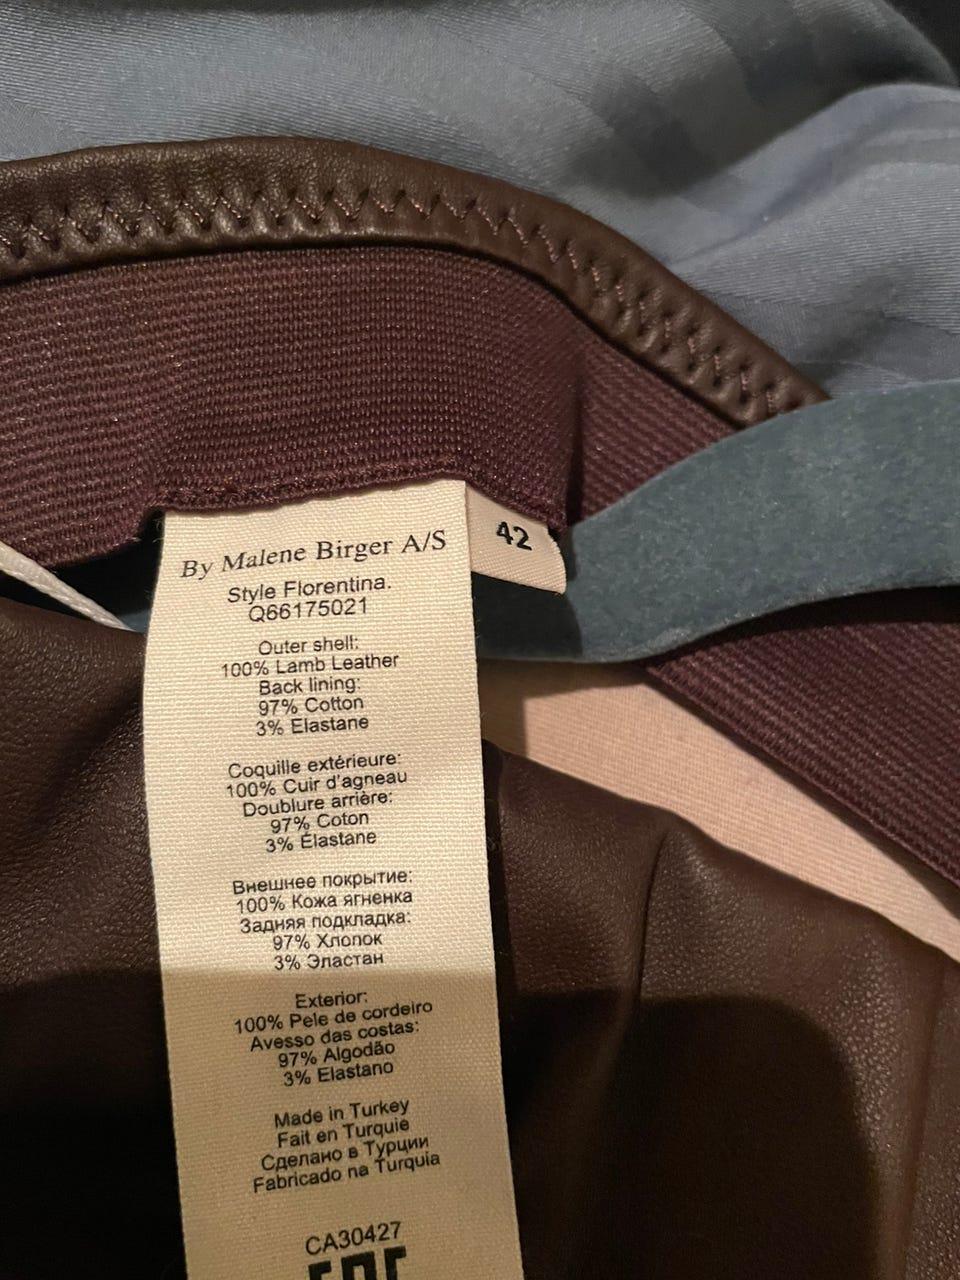 42
By Malene Birger A/S
Style Florentina.
Q66175021
Outer shell:
100% Lamb Leather
Back lining:
97% Cotton
3% Elastane
Coquille extérieure:
100% Cuir d'agneau
Doublure arrière:
97% Coton
3% Élastane
Внешнее покрытие:
100% Кожа ягненка
Задняя подкладка:
97% Хлопок
3% Эластан
Exterior:
100% Pele de cordeiro
Avesso das costas:
97% Algodão
3% Elastano
Made in Turkey
Fait en Turquie
Сделано в Турции
Fabricado na Turquia
CA30427